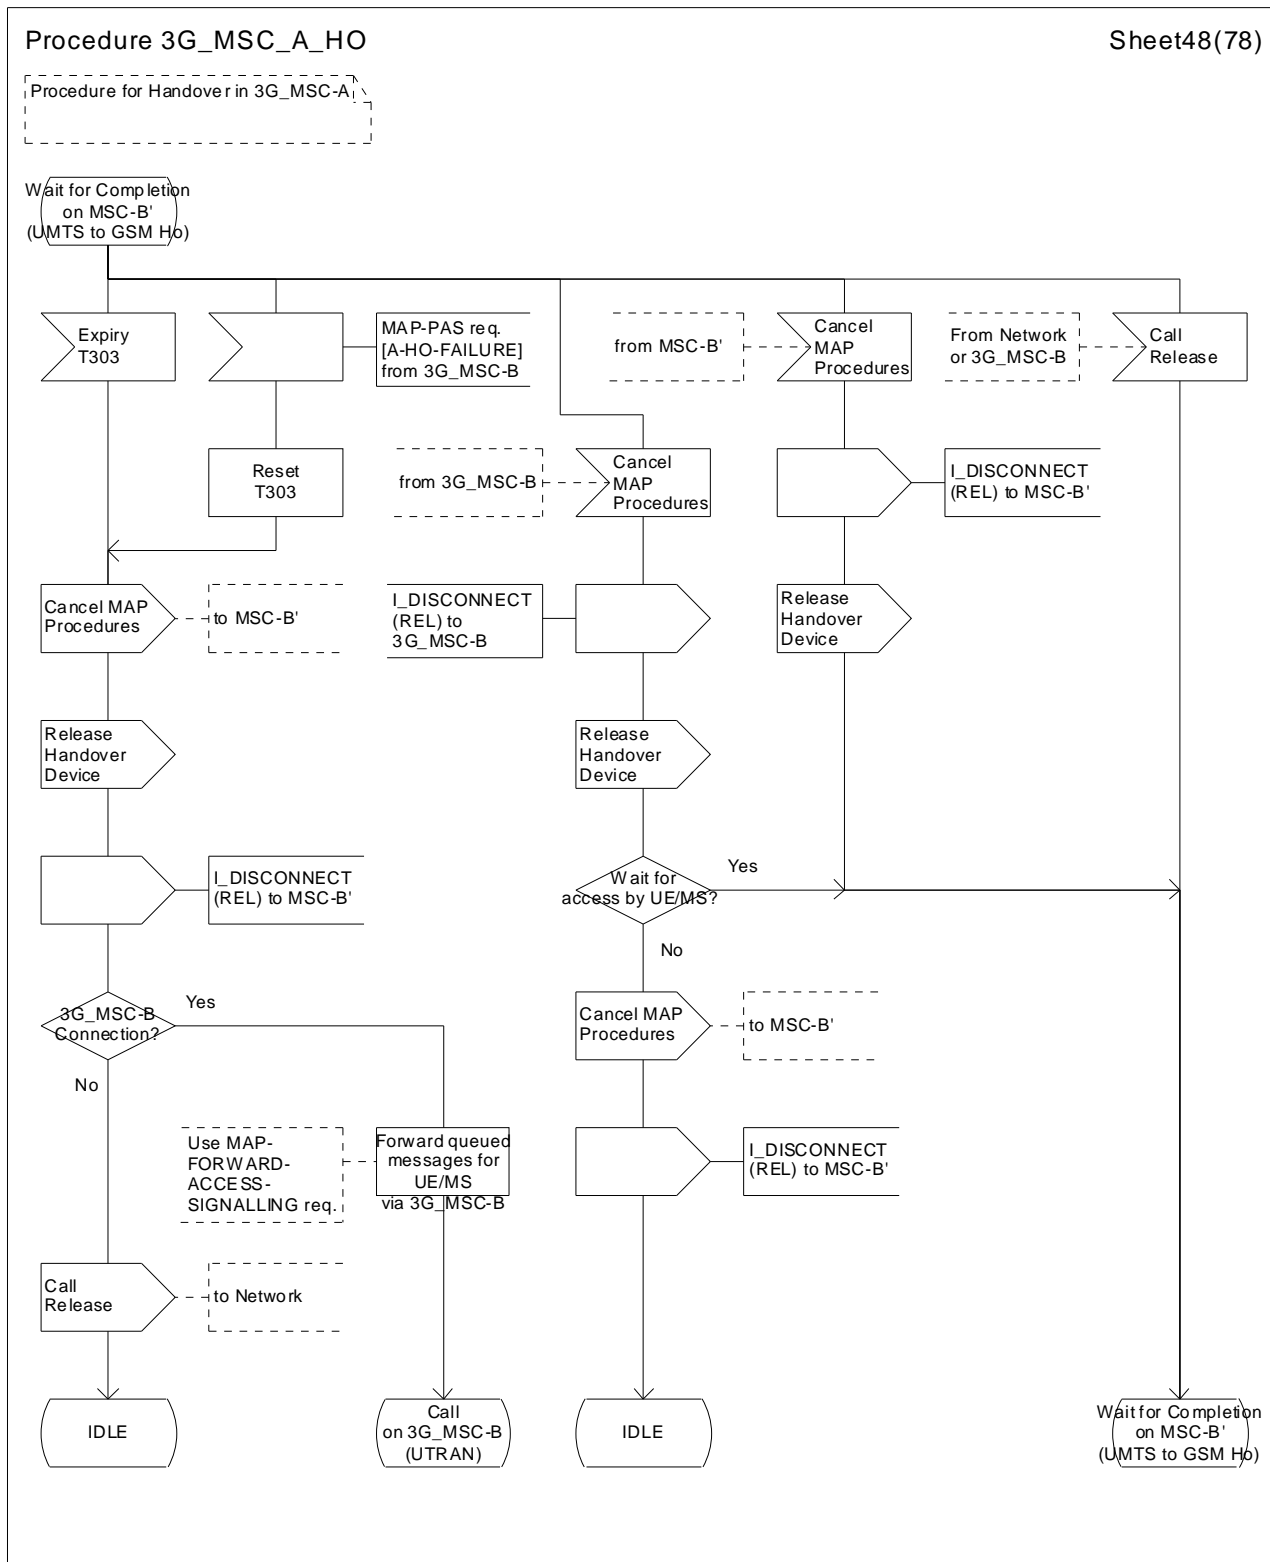 Procedure 3G_MSC_A_HO
Sheet48(78)
Procedure for Handover in 3G_MSC-A
Wait for Completion
on MSC-B'
(UMTS to GSM Ho)
Expiry
T303
MAP-PAS req.
[A-HO-FAILURE]
from 3G_MSC-B
from MSC-B'
Cancel
MAP
Procedures
From Network
or 3G_MSC-B
Call
Release
Reset
T303
from 3G_MSC-B
Cancel
MAP
Procedures
I_DISCONNECT
(REL) to MSC-B'
Cancel MAP
Procedures
to MSC-B'
I_DISCONNECT
(REL) to
3G_MSC-B
Release
Handover
Device
Release
Handover
Device
Release
Handover
Device
I_DISCONNECT
(REL) to MSC-B'
Wait for
access by UE/MS?
Yes
No
3G_MSC-B
Connection?
Yes
No
Cancel MAP
Procedures
to MSC-B'
Use MAP-
FORWARD-
ACCESS-
SIGNALLING req.
Forward queued
messages for
UE/MS
via 3G_MSC-B
I_DISCONNECT
(REL) to MSC-B'
Call
Release
to Network
IDLE
Call
on 3G_MSC-B
(UTRAN)
IDLE
Wait for Completion
on MSC-B'
(UMTS to GSM Ho)